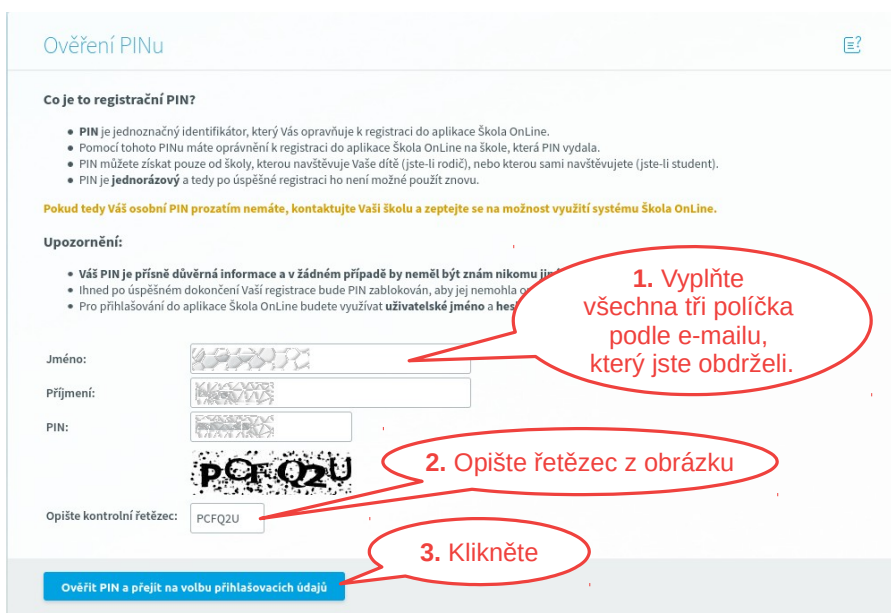 Ověření PINu
Co je to registrační PIN?
PIN je jednoznačný identifikátor, který Vás opravňuje k registraci do aplikace Škola OnLine.
Pomocí tohoto PINu máte oprávnění k registraci do aplikace Škola OnLine na škole, která PIN vydala.
PIN můžete získat pouze od školy, kterou navštěvuje Vaše dítě (jste-li rodič), nebo kterou sami navštěvujete (jste-li student).
PIN je jednorázový a tedy po úspěšné registraci ho není možné použít znovu.
Pokud tedy Váš osobní PIN prozatím nemáte, kontaktujte Vaši školu a zeptejte se na možnost využití systému Škola OnLine.
Upozornění:
Váš PIN je přísně důvěrná informace a v žádném případě by neměl být znám nikomu
Ihned po úspěšném dokončení Vaší registrace bude PIN zablokován, aby jej nemohla
Pro přihlašování do aplikace Škola OnLine budete využívat uživatelské jméno a
1. Vyplňte
všechna tři políčka
podle e-mailu,
který jste obdrželi.
Jméno:
Příjmení:
PIN:
PCFQ2U
2. Opište řetězec z obrázku
Opište kontrolní řetězec: PCFQ2U
3. Klikněte
Ověřit PIN a přejít na volbu přihlašovacích údajů